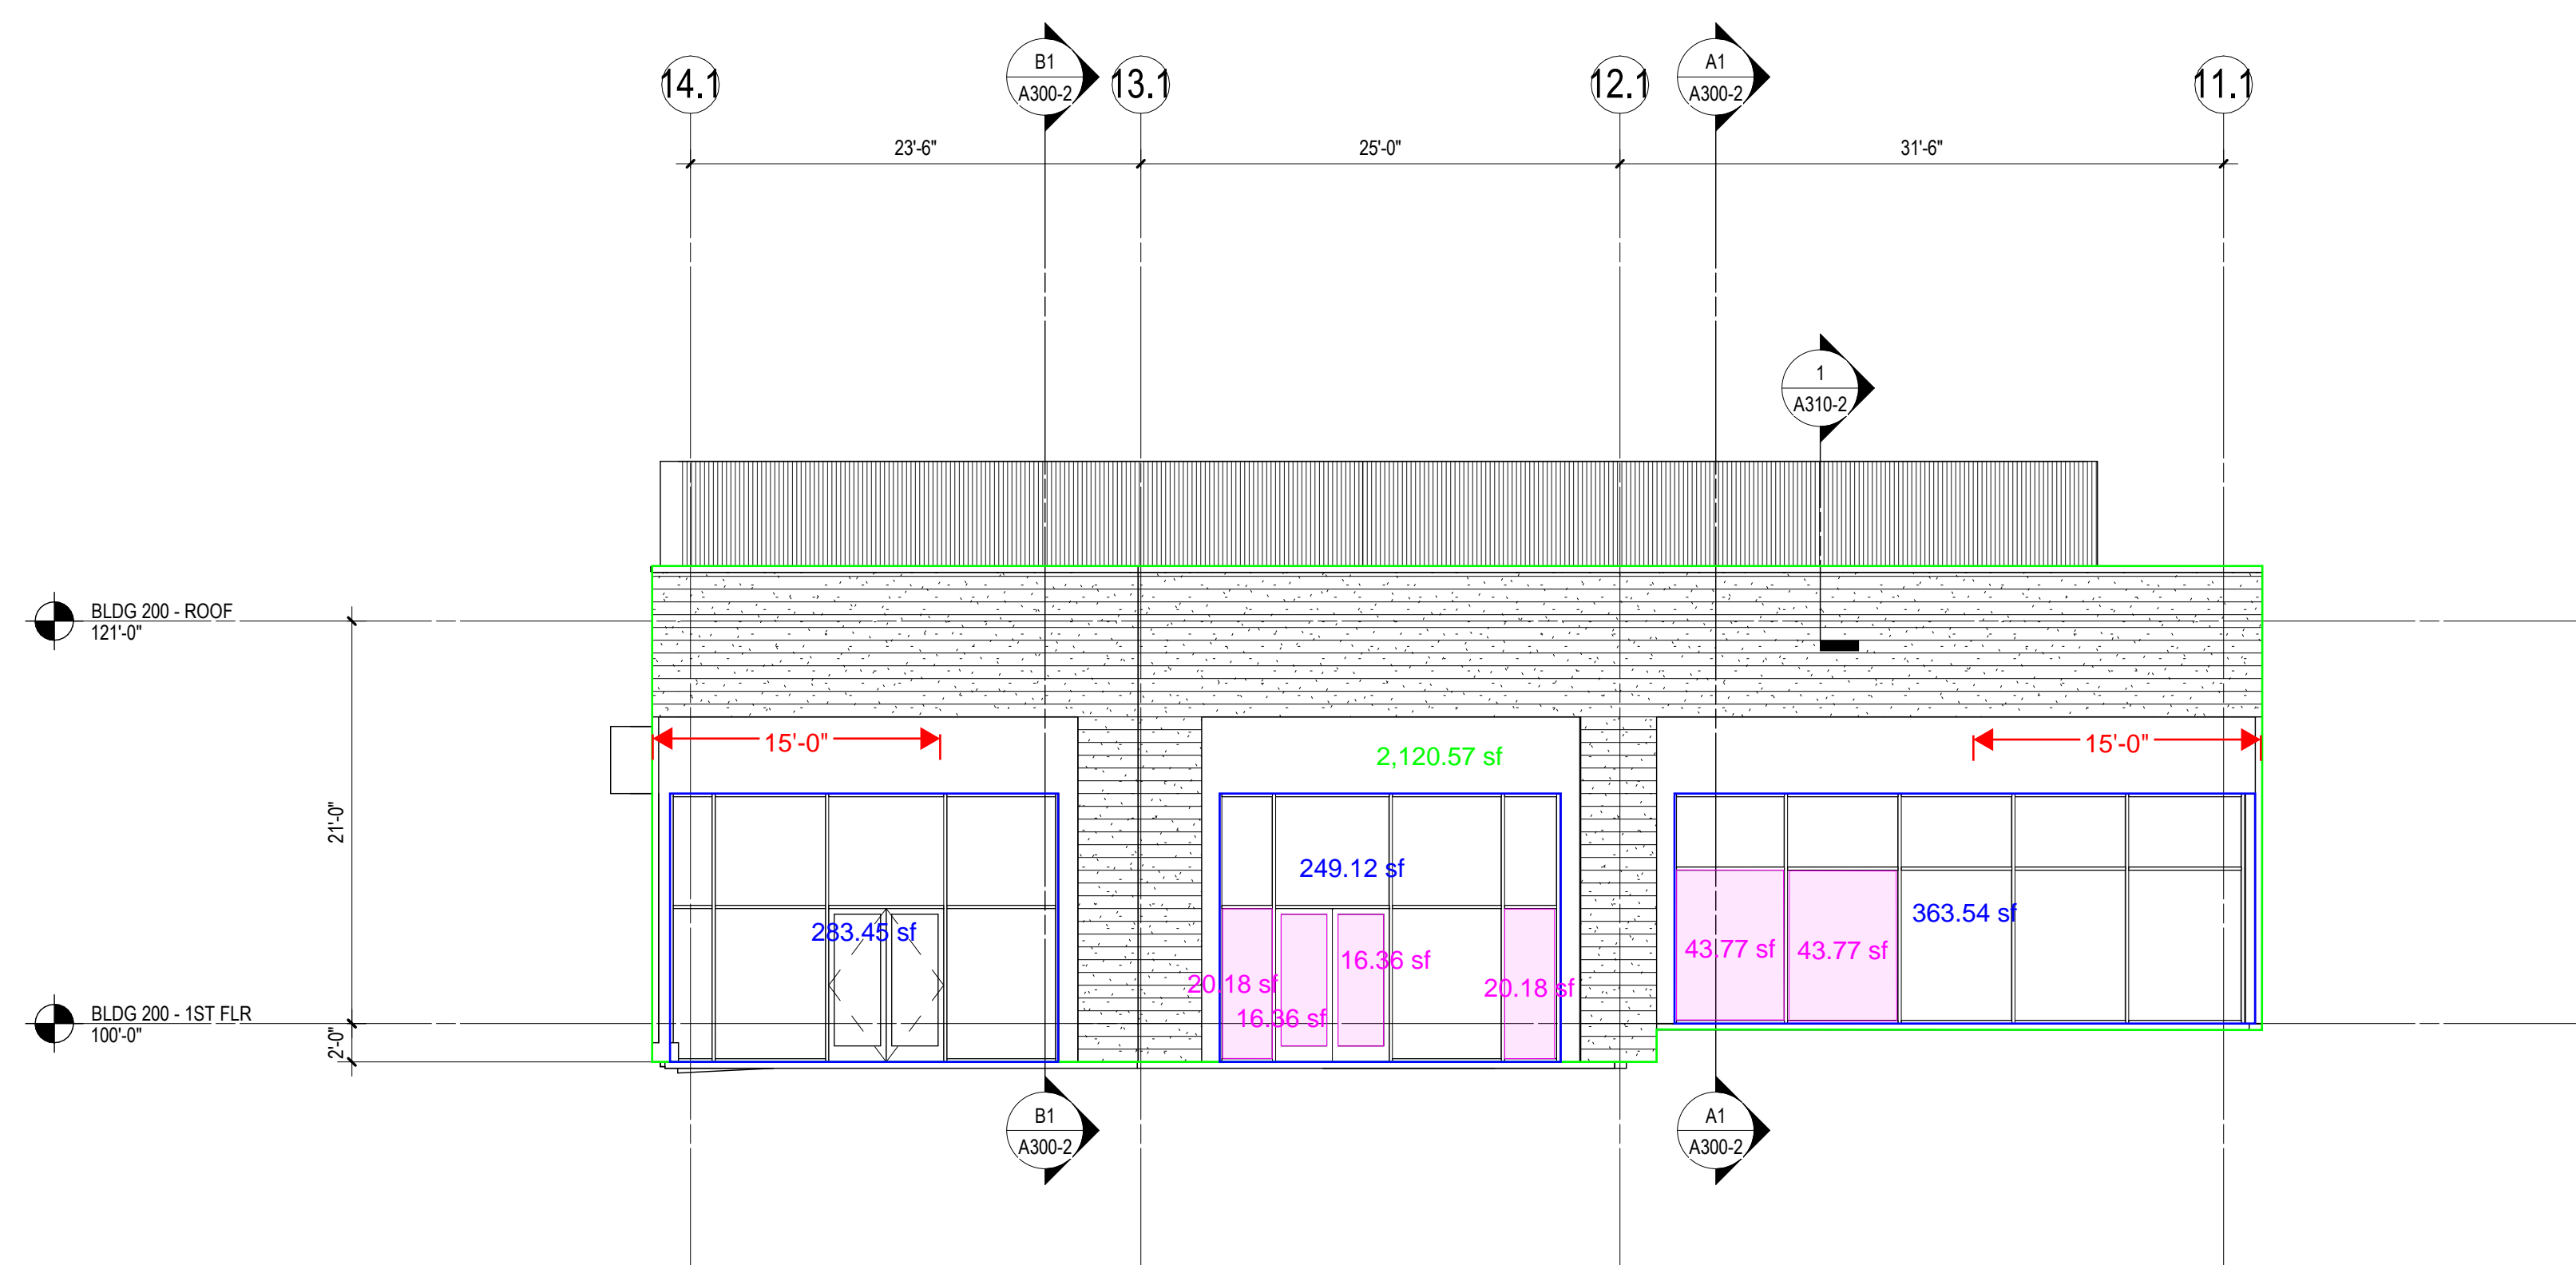 14.1
B1
A300-2
13.1
12.1
A1
A300-2
11.1
23'-6"
25'-0"
31'-6"
1
A310-2
BLDG 200 - ROOF
121'-0"
15'-0"
15'-0"
2,120.57 sf
21'-0"
249.12 sf
283.45 sf
363.54 sf
43.77 sf
43.77 sf
16.36 sf
20.18 sf
20.18 sf
16.36 sf
BLDG 200 - 1ST FLR
100'-0"
2'-0"
B1
A300-2
A1
A300-2